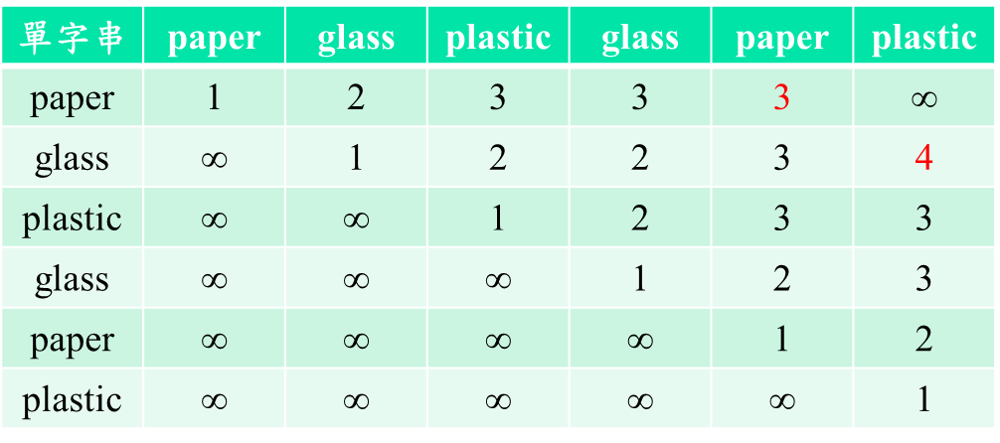 單字串 paper glass plastic glass paper plastic
paper 1 2 3 3 3 ∞
glass ∞ 1 2 2 3 4
plastic ∞ ∞ 1 2 3 3
glass ∞ ∞ ∞ 1 2 3
paper ∞ ∞ ∞ ∞ 1 2
plastic ∞ ∞ ∞ ∞ ∞ 1